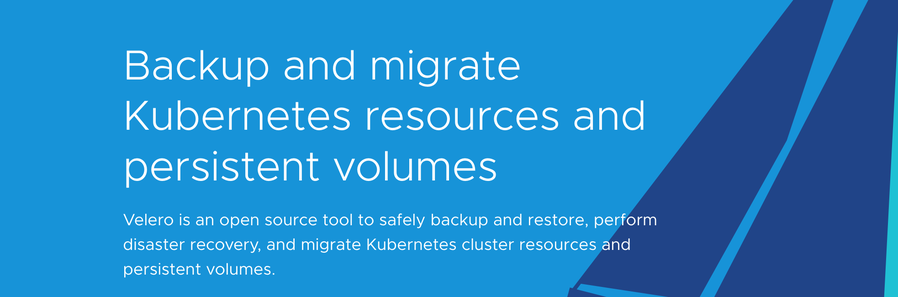 Backup and migrate
Kubernetes resources and
persistent volumes
Velero is an open source tool to safely backup and restore, perform
disaster recovery, and migrate Kubernetes cluster resources and
persistent volumes.